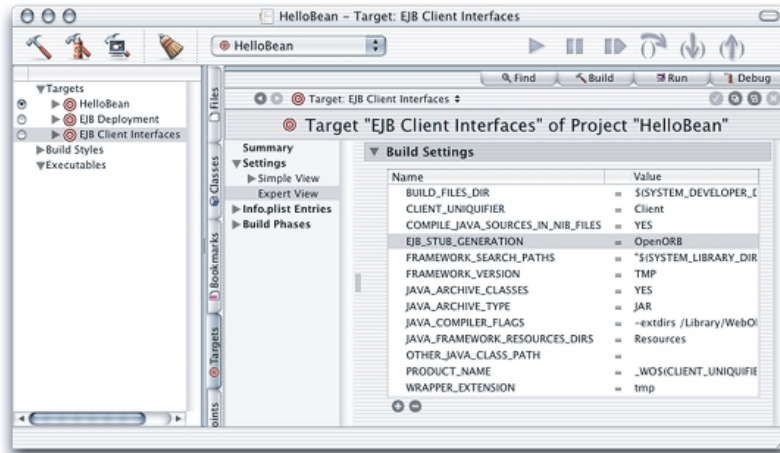 HelloBean – Target: EJB Client Interfaces
HelloBean
Find
Build
Run
Debug
Targets
HelloBean
EJB Deployment
EJB Client Interfaces
Build Styles
Executables
Files
Classes
Bookmarks
Targets
Target: EJB Client Interfaces
Target "EJB Client Interfaces" of Project "HelloBean"
Summary
Settings
Simple View
Expert View
Info.plist Entries
Build Phases
Build Settings
Name Value
BUILD_FILES_DIR = $(SYSTEM_DEVELOPER_
CLIENT_UNIQUIFIER = Client
COMPILE_JAVA_SOURCES_IN_NIB_FILES = YES
EJB_STUB_GENERATION = OpenORB
FRAMEWORK_SEARCH_PATHS = "$(SYSTEM_LIBRARY_DIR
FRAMEWORK_VERSION = TMP
JAVA_ARCHIVE_CLASSES = YES
JAVA_ARCHIVE_TYPE = JAR
JAVA_COMPILER_FLAGS = -extdirs /Library/WebO
JAVA_FRAMEWORK_RESOURCES_DIRS = Resources
OTHER_JAVA_CLASS_PATH =
PRODUCT_NAME = _WO$(CLIENT_UNIQUIFIE
WRAPPER_EXTENSION = tmp